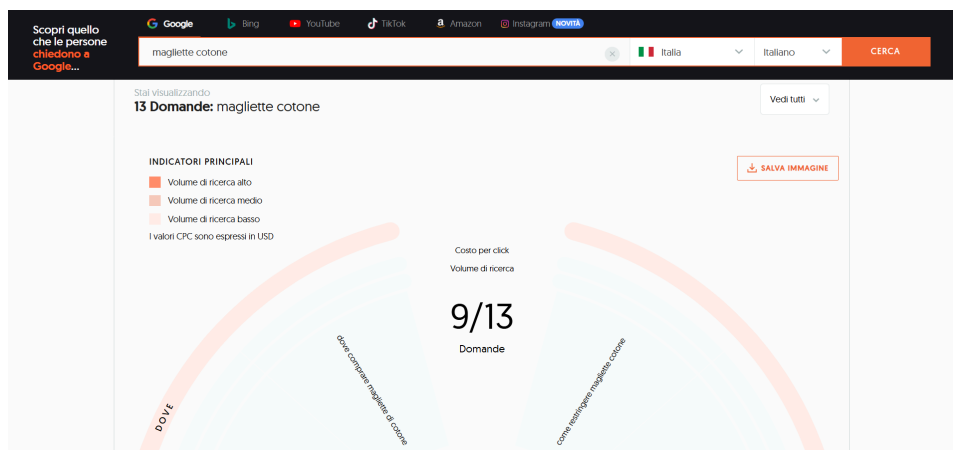 Scopri quello
che le persone
chiedono a
Google...
Google
Bing
YouTube
TikTok
Amazon
Instagram NOVITÀ
magliette cotone
Italia
Italiano
CERCA
Stai visualizzando
13 Domande: magliette cotone
Vedi tutti
INDICATORI PRINCIPALI
Volume di ricerca alto
Volume di ricerca medio
Volume di ricerca basso
I valori CPC sono espressi in USD
SALVA IMMAGINE
Costo per click
Volume di ricerca
9/13
Domande
DOVE
dove comprare magliette di cotone
come restringere magliette cotone